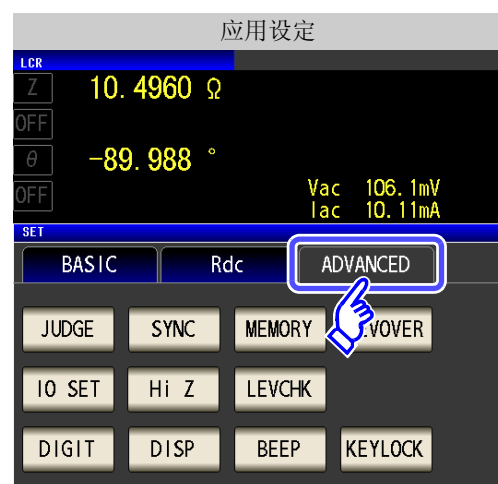 应用设定
LCR
Z 10.4960 Ω
OFF
θ -89.988 °
OFF
Vac 106.1mV
Iac 10.11mA
SET
BASIC Rdc ADVANCED
JUDGE SYNC MEMORY VOVER
IO SET Hi Z LEVCHK
DIGIT DISP BEEP KEYLOCK